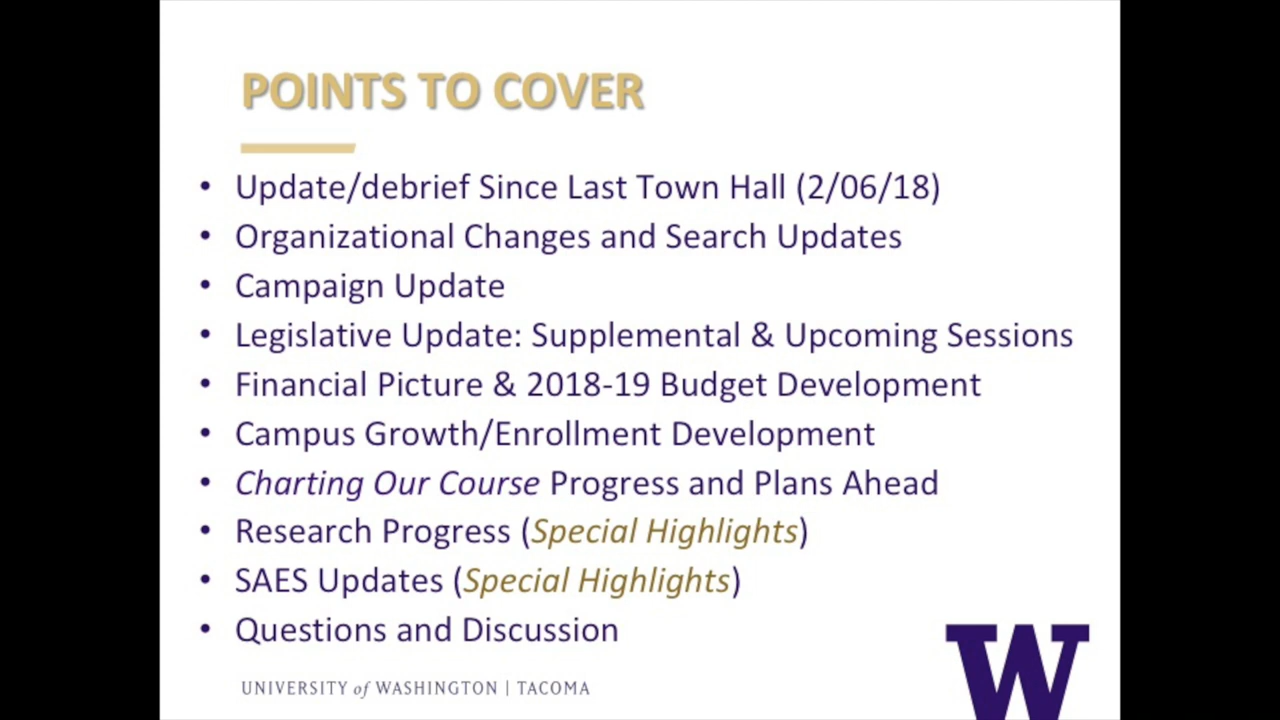 POINTS TO COVER
• Update/debrief Since Last Town Hall (2/06/18)
• Organizational Changes and Search Updates
• Campaign Update
• Legislative Update: Supplemental & Upcoming Sessions
• Financial Picture & 2018-19 Budget Development
• Campus Growth/Enrollment Development
• Charting Our Course Progress and Plans Ahead
• Research Progress (Special Highlights)
• SAES Updates (Special Highlights)
• Questions and Discussion
UNIVERSITY of WASHINGTON | TACOMA
W